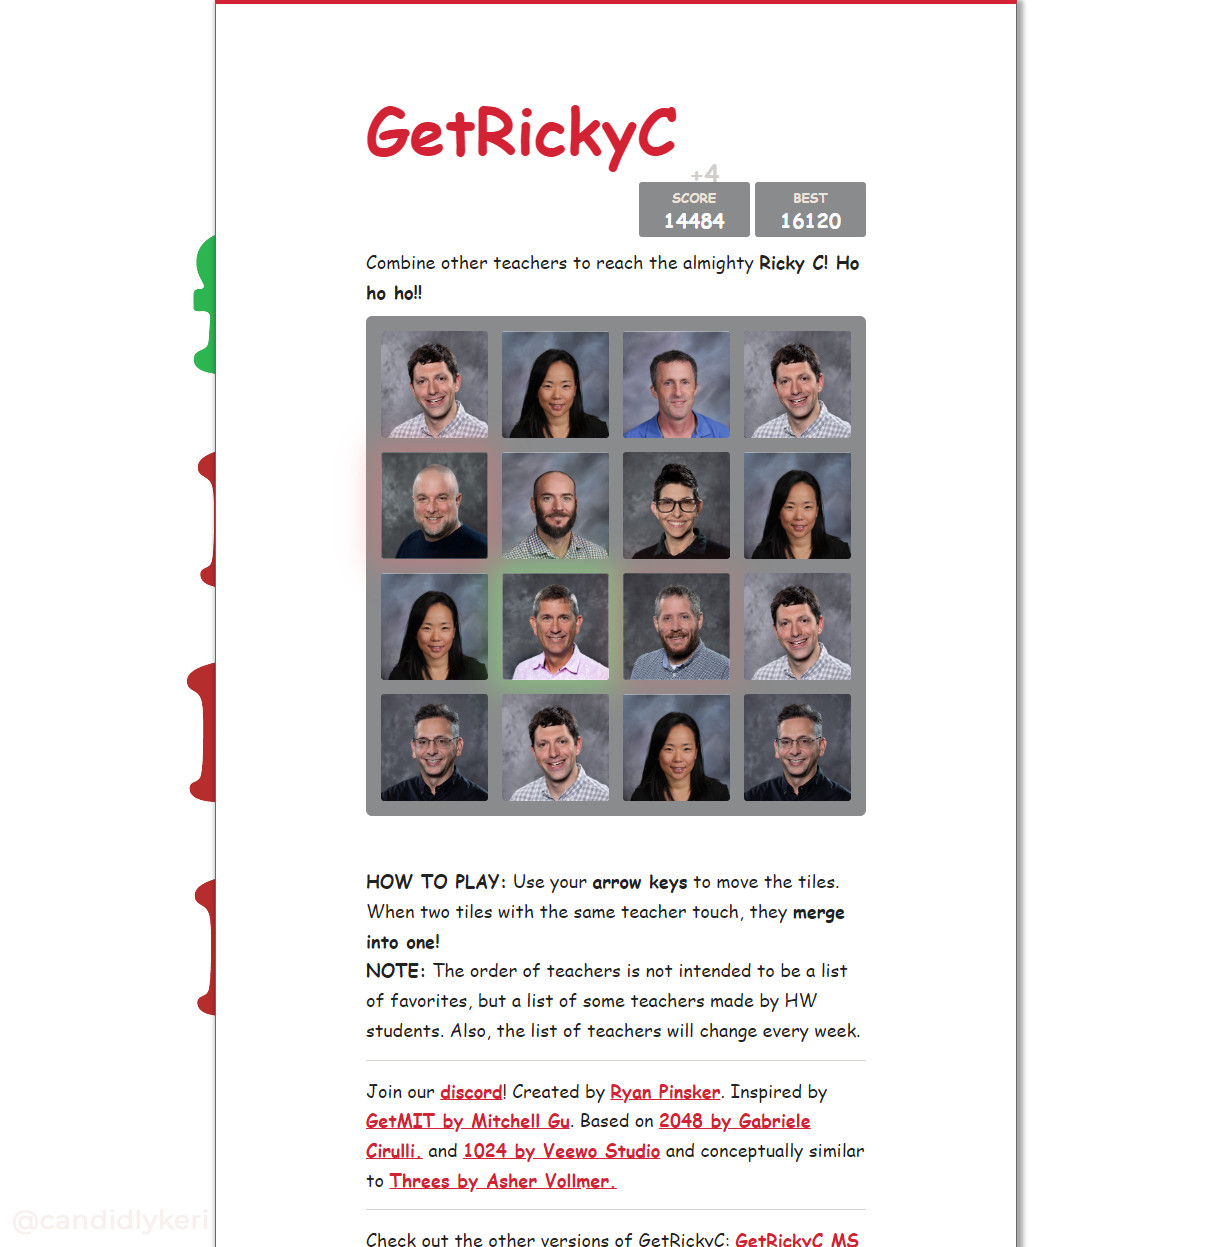 GetRickyC
+4
SCORE
14484
BEST
16120
Combine other teachers to reach the almighty Ricky C! Ho
ho ho!!
HOW TO PLAY: Use your arrow keys to move the tiles.
When two tiles with the same teacher touch, they merge
into one!
NOTE: The order of teachers is not intended to be a list
of favorites, but a list of some teachers made by HW
students. Also, the list of teachers will change every week.
Join our discord! Created by Ryan Pinsker. Inspired by
GetMIT by Mitchell Gu. Based on 2048 by Gabriele
Cirulli. and 1024 by Veewo Studio and conceptually similar
to Threes by Asher Vollmer.
@candidlykeri
Check out the other versions of GetRickyC: GetRickyC MS